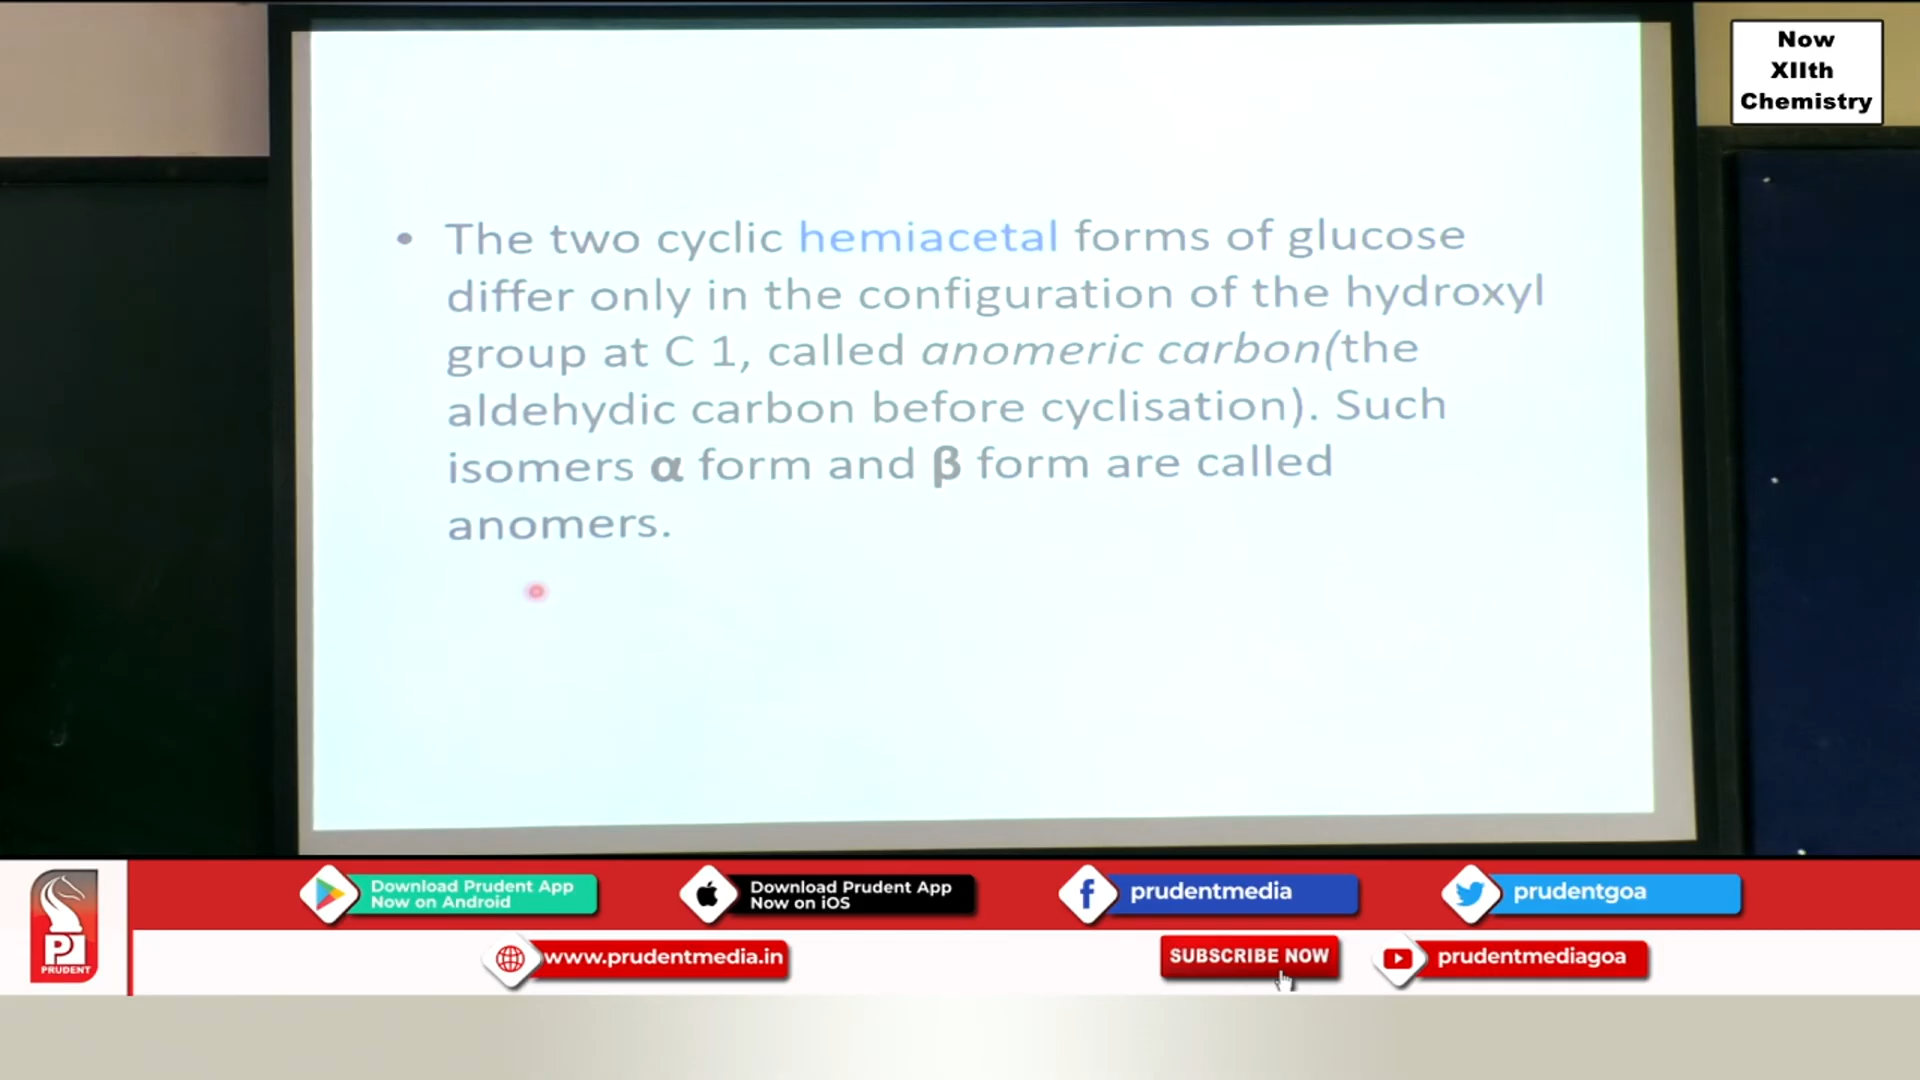 Now
XIIth
Chemistry
• The two cyclic hemiacetal forms of glucose
differ only in the configuration of the hydroxyl
group at C 1, called anomeric carbon(the
aldehydic carbon before cyclisation). Such
isomers α form and β form are called
anomers.
Download Prudent App
Now on Android
Download Prudent App
Now on iOS
prudentmedia
prudentgoa
PRUDENT
www.prudentmedia.in
SUBSCRIBE NOW
prudentmediagoa